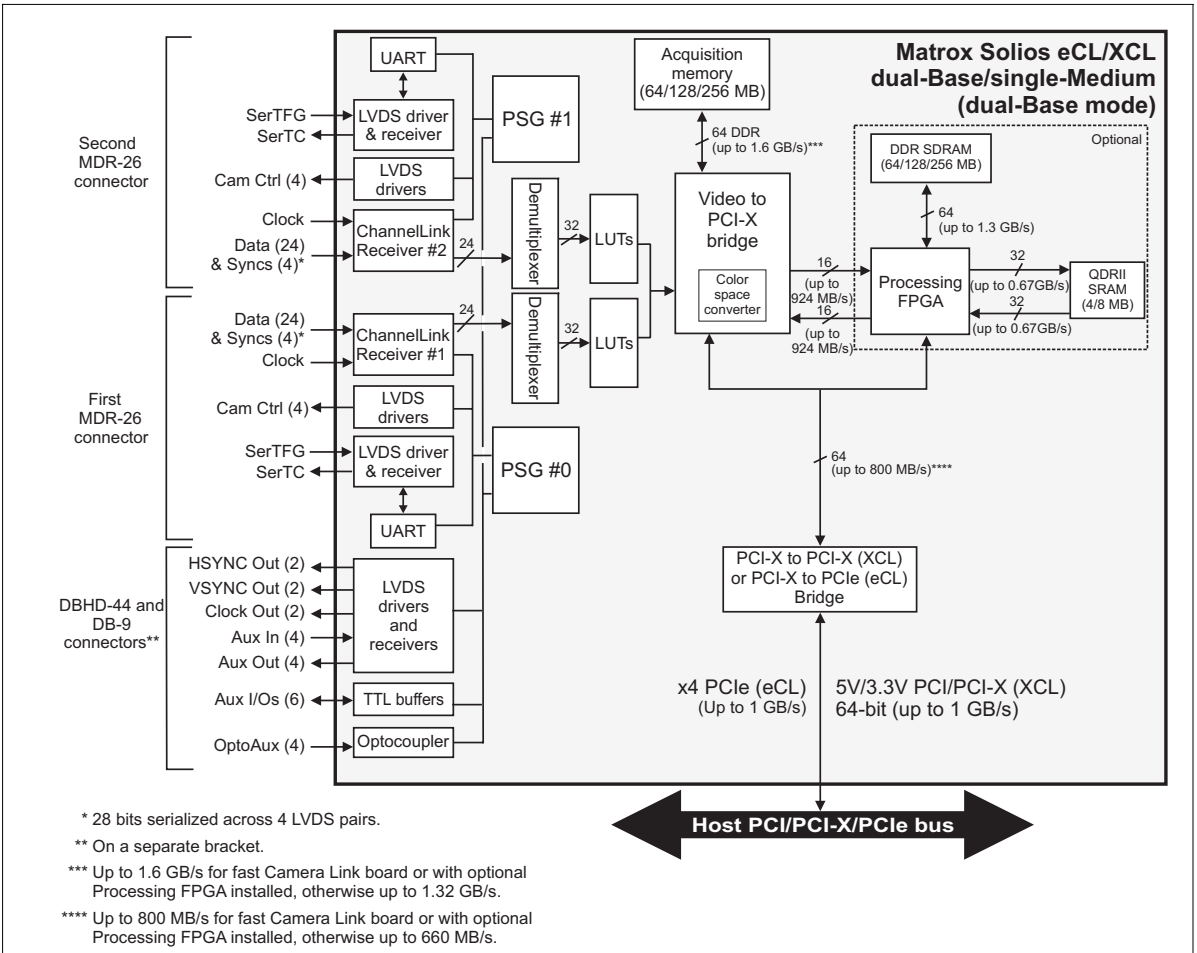 Matrox Solios eCL/XCL
dual-Base/single-Medium
(dual-Base mode)
Second
MDR-26
connector
SerTFG
SerTC
Cam Ctrl (4)
Clock
Data (24)
& Syncs (4)*
UART
LVDS driver
& receiver
LVDS
drivers
ChannelLink
Receiver #2
PSG #1
24
Demultiplexer
32
LUTs
First
MDR-26
connector
Data (24)
& Syncs (4)*
Clock
Cam Ctrl (4)
SerTFG
SerTC
ChannelLink
Receiver #1
LVDS
drivers
LVDS driver
& receiver
UART
24
Demultiplexer
32
LUTs
PSG #0
DBHD-44 and
DB-9
connectors**
HSYNC Out (2)
VSYNC Out (2)
Clock Out (2)
Aux In (4)
Aux Out (4)
Aux I/Os (6)
OptoAux (4)
LVDS
drivers
and
receivers
TTL buffers
Optocoupler
Acquisition
memory
(64/128/256 MB)
64 DDR
(up to 1.6 GB/s)***
Video to
PCI-X
bridge
Color
space
converter
16
(up to
924 MB/s)
16
(up to
924 MB/s)
Optional
DDR SDRAM
(64/128/256 MB)
64
(up to 1.3 GB/s)
Processing
FPGA
32
(up to 0.67GB/s)
32
(up to 0.67GB/s)
QDRII
SRAM
(4/8 MB)
64
(up to 800 MB/s)****
PCI-X to PCI-X (XCL)
or PCI-X to PCIe (eCL)
Bridge
x4 PCIe (eCL)
(Up to 1 GB/s)
5V/3.3V PCI/PCI-X (XCL)
64-bit (up to 1 GB/s)
Host PCI/PCI-X/PCIe bus
* 28 bits serialized across 4 LVDS pairs.
** On a separate bracket.
*** Up to 1.6 GB/s for fast Camera Link board or with optional
Processing FPGA installed, otherwise up to 1.32 GB/s.
**** Up to 800 MB/s for fast Camera Link board or with optional
Processing FPGA installed, otherwise up to 660 MB/s.